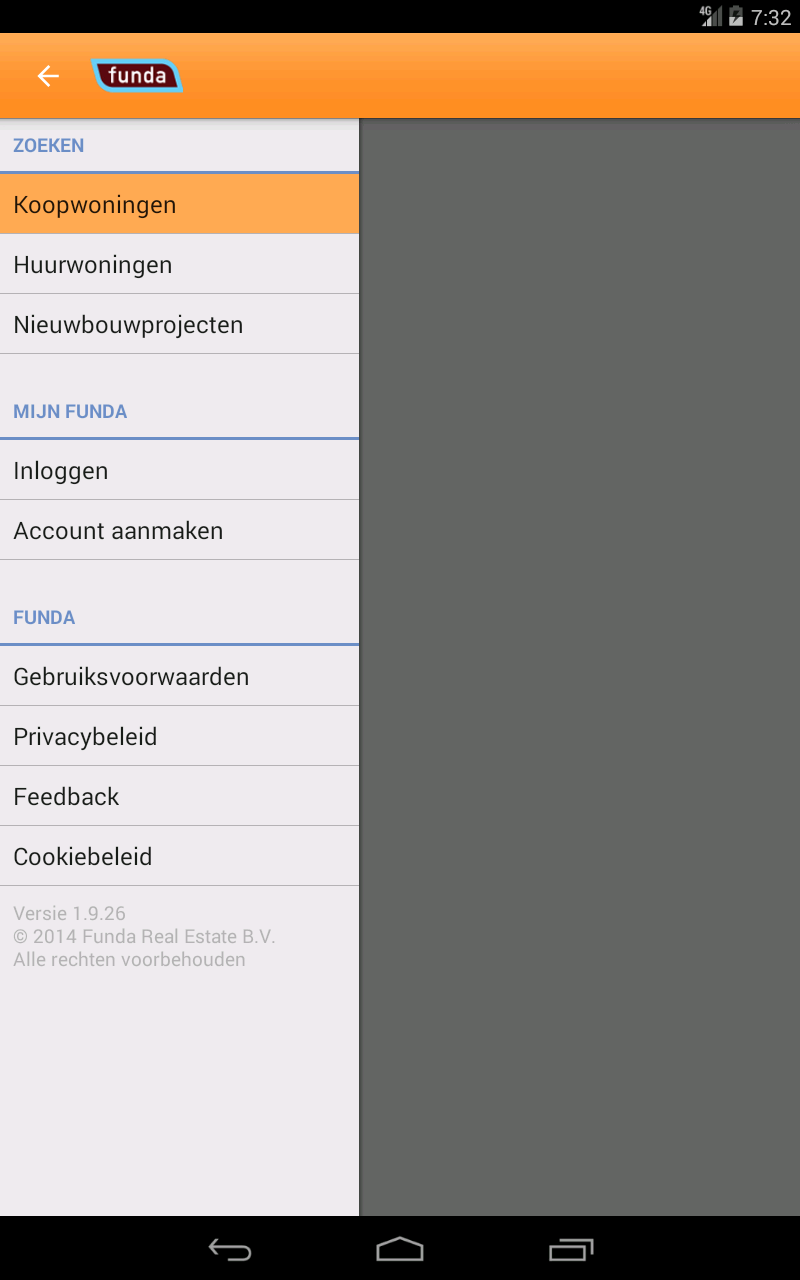 4G 7:32
funda
ZOEKEN
Koopwoningen
Huurwoningen
Nieuwbouwprojecten
MIJN FUNDA
Inloggen
Account aanmaken
FUNDA
Gebruiksvoorwaarden
Privacybeleid
Feedback
Cookiebeleid
Versie 1.9.26
© 2014 Funda Real Estate B.V.
Alle rechten voorbehouden